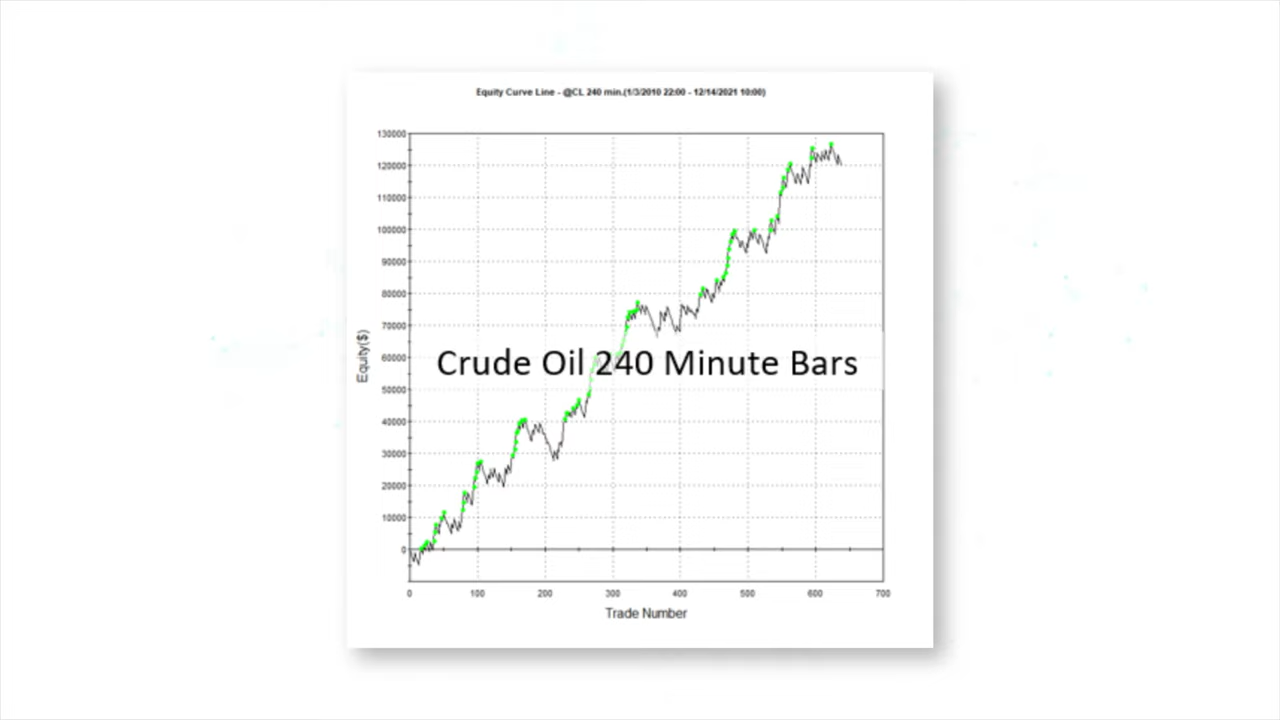 Equity Curve Line - @CL 240 min.(1/3/2010 22:00 - 12/14/2021 10:00)
130000
120000
110000
100000
90000
80000
70000
60000
50000
40000
30000
20000
10000
0
Equity($)
Crude Oil 240 Minute Bars
0 100 200 300 400 500 600 700
Trade Number